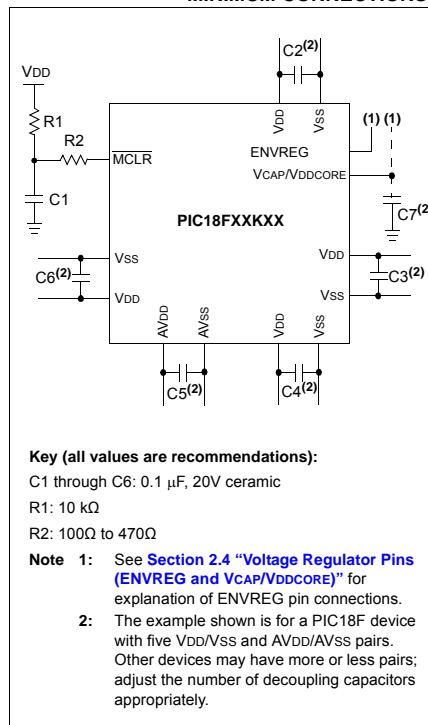 C2(2)
VDD
R1
R2
C1
MCLR
VDD
VSS
ENVREG
(1) (1)
VCAP/VDDCORE
C7(2
PIC18FXXKXX
VSS
C6(2)
VDD
VDD
C3(2)
VSS
AVDD
AVSS
VDD
VSS
C5(2)
C4(2)
Key (all values are recommendations):
C1 through C6: 0.1 μF, 20V ceramic
R1: 10 kΩ
R2: 100Ω to 470Ω
Note 1: See Section 2.4 “Voltage Regulator Pins
(ENVREG and VCAP/VDDCORE)” for
explanation of ENVREG pin connections.
2: The example shown is for a PIC18F device
with five VDD/VSS and AVDD/AVSS pairs.
Other devices may have more or less pairs;
adjust the number of decoupling capacitors
appropriately.